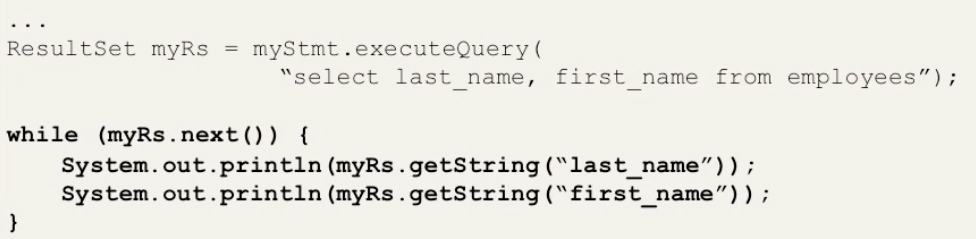 ...
ResultSet myRs = myStmt.executeQuery(
“select last_name, first_name from employees”);
while (myRs.next()) {
System.out.println(myRs.getString(“last_name”));
System.out.println(myRs.getString(“first_name”));
}